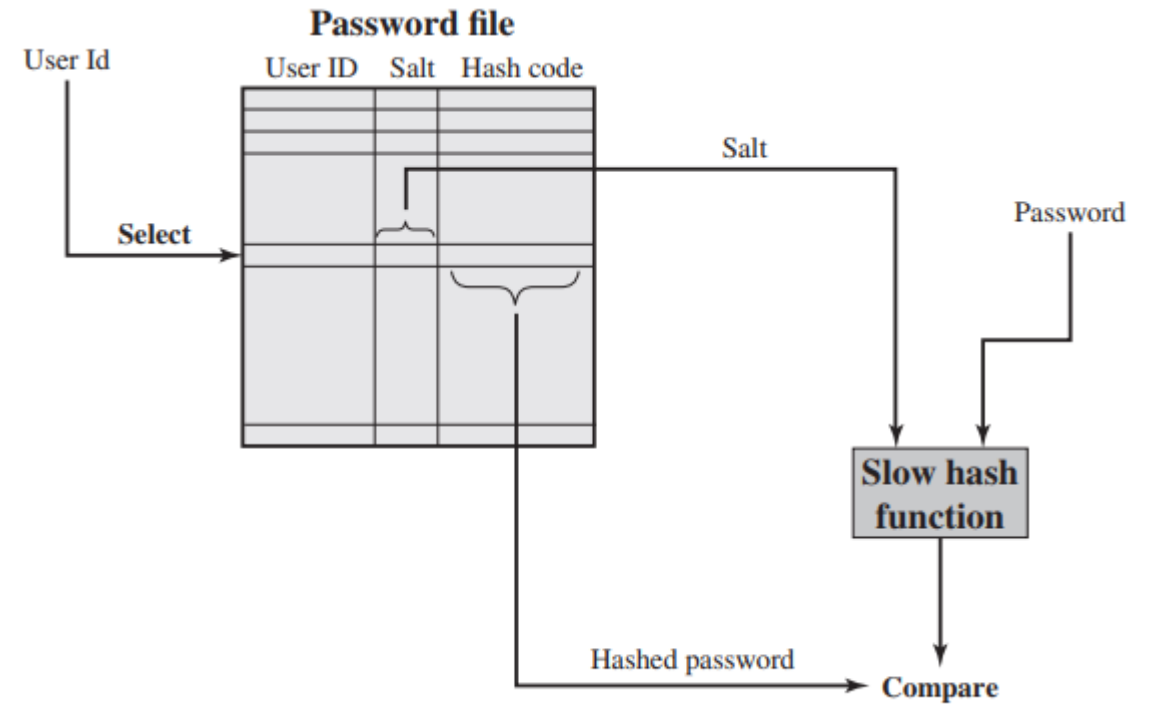 Password file
User Id
User ID Salt Hash code
Salt
Password
Select
Slow hash
function
Hashed password
Compare